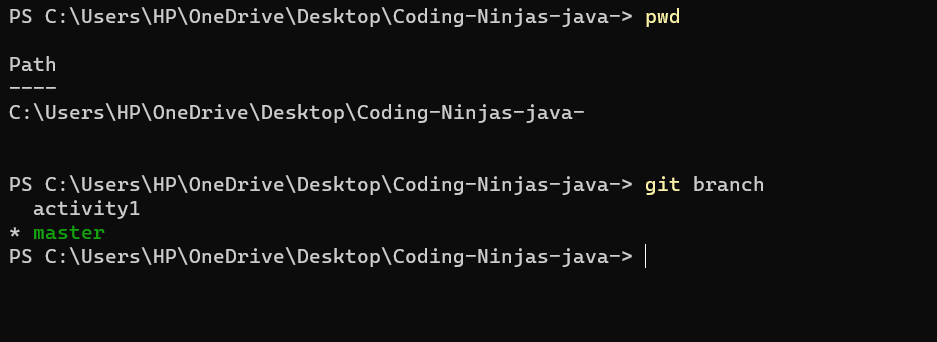 PS C:\Users\HP\OneDrive\Desktop\Coding-Ninjas-java-> pwd
Path
----
C:\Users\HP\OneDrive\Desktop\Coding-Ninjas-java-
PS C:\Users\HP\OneDrive\Desktop\Coding-Ninjas-java-> git branch
  activity1
* master
PS C:\Users\HP\OneDrive\Desktop\Coding-Ninjas-java->